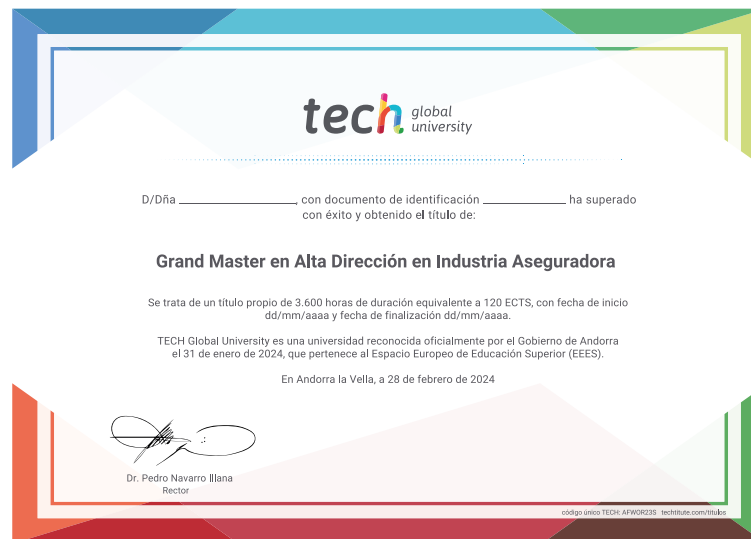 tech global university
D/Dña ____________, con documento de identificación ____________ ha superado
con éxito y obtenido el título de:
Grand Master en Alta Dirección en Industria Aseguradora
Se trata de un título propio de 3.600 horas de duración equivalente a 120 ECTS, con fecha de inicio
dd/mm/aaaa y fecha de finalización dd/mm/aaaa.
TECH Global University es una universidad reconocida oficialmente por el Gobierno de Andorra
el 31 de enero de 2024, que pertenece al Espacio Europeo de Educación Superior (EEES).
En Andorra la Vella, a 28 de febrero de 2024
Dr. Pedro Navarro Illana
Rector
código único TECH: AFWOR23S techtitute.com/titulos